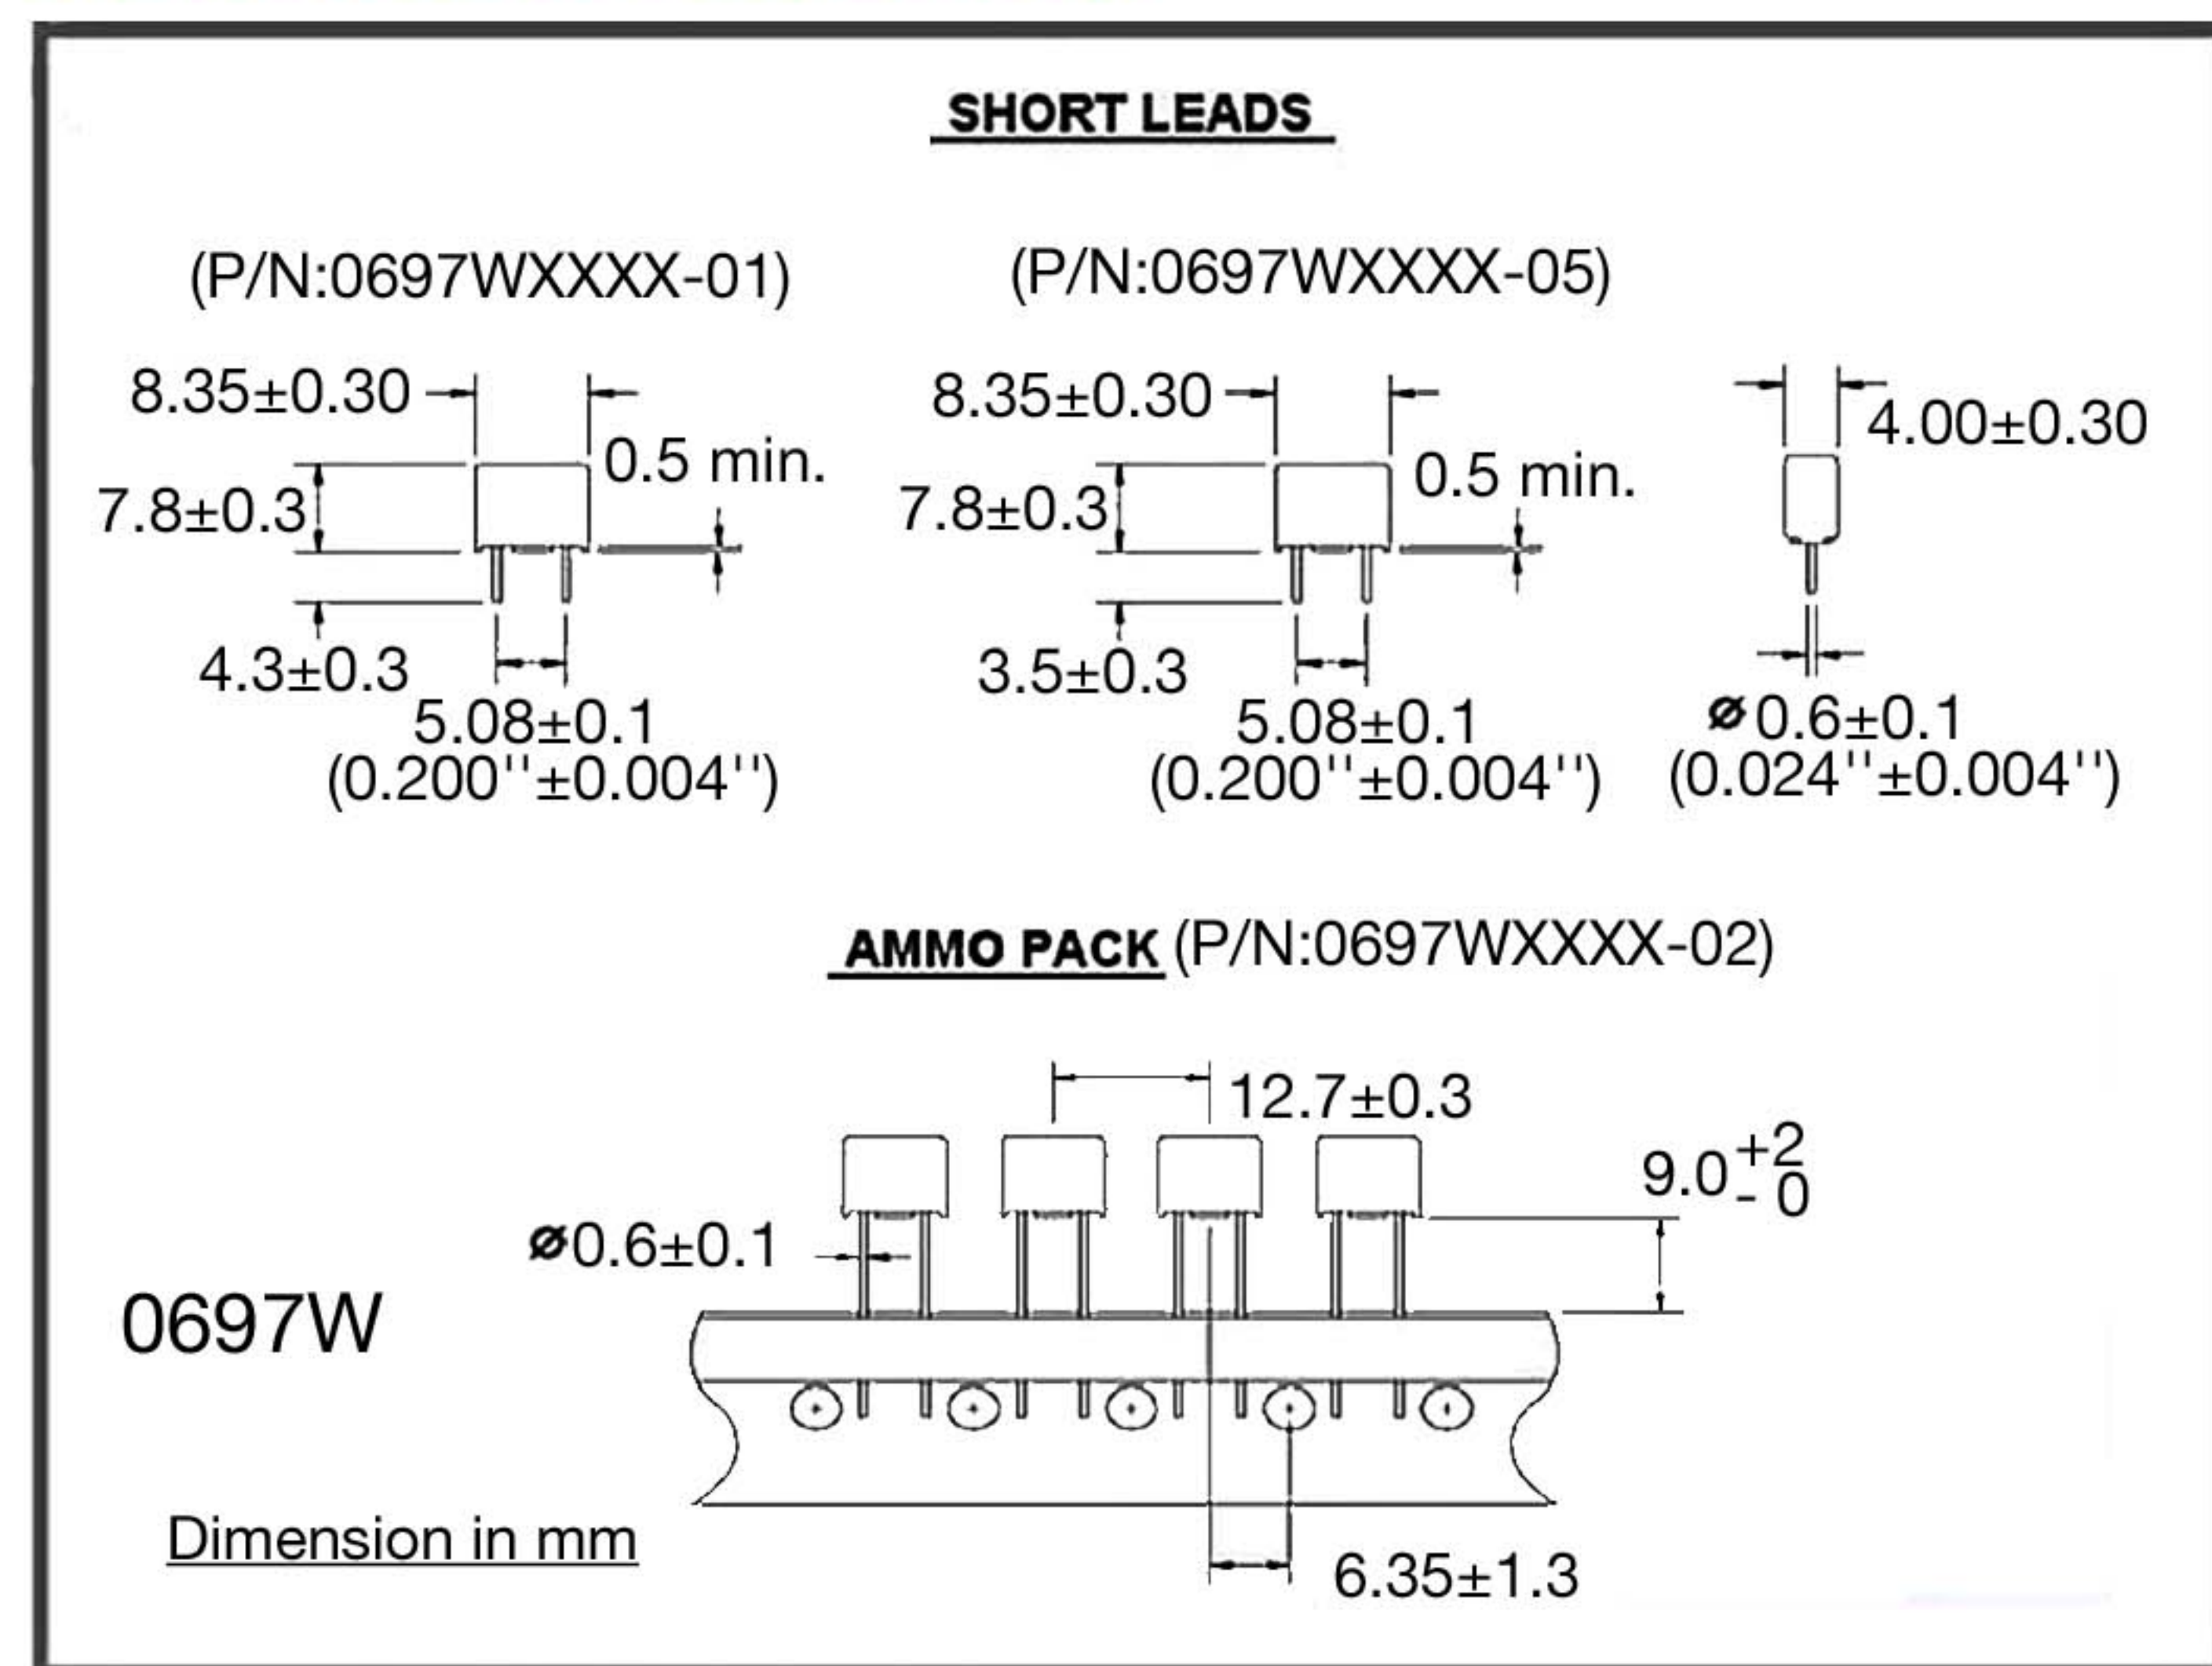 SHORT LEADS
(P/N:0697WXXXX-01)
8.35±0.30
0.5 min.
7.8±0.3
4.3±0.3
5.08±0.1
(0.200"±0.004")
(P/N:0697WXXXX-05)
8.35±0.30
0.5 min.
7.8±0.3
3.5±0.3
5.08±0.1
(0.200"±0.004")
4.00±0.30
ø0.6±0.1
(0.024"±0.004")
AMMO PACK (P/N:0697WXXXX-02)
12.7±0.3
9.0 +2 - 0
ø0.6±0.1
0697W
Dimension in mm
6.35±1.3